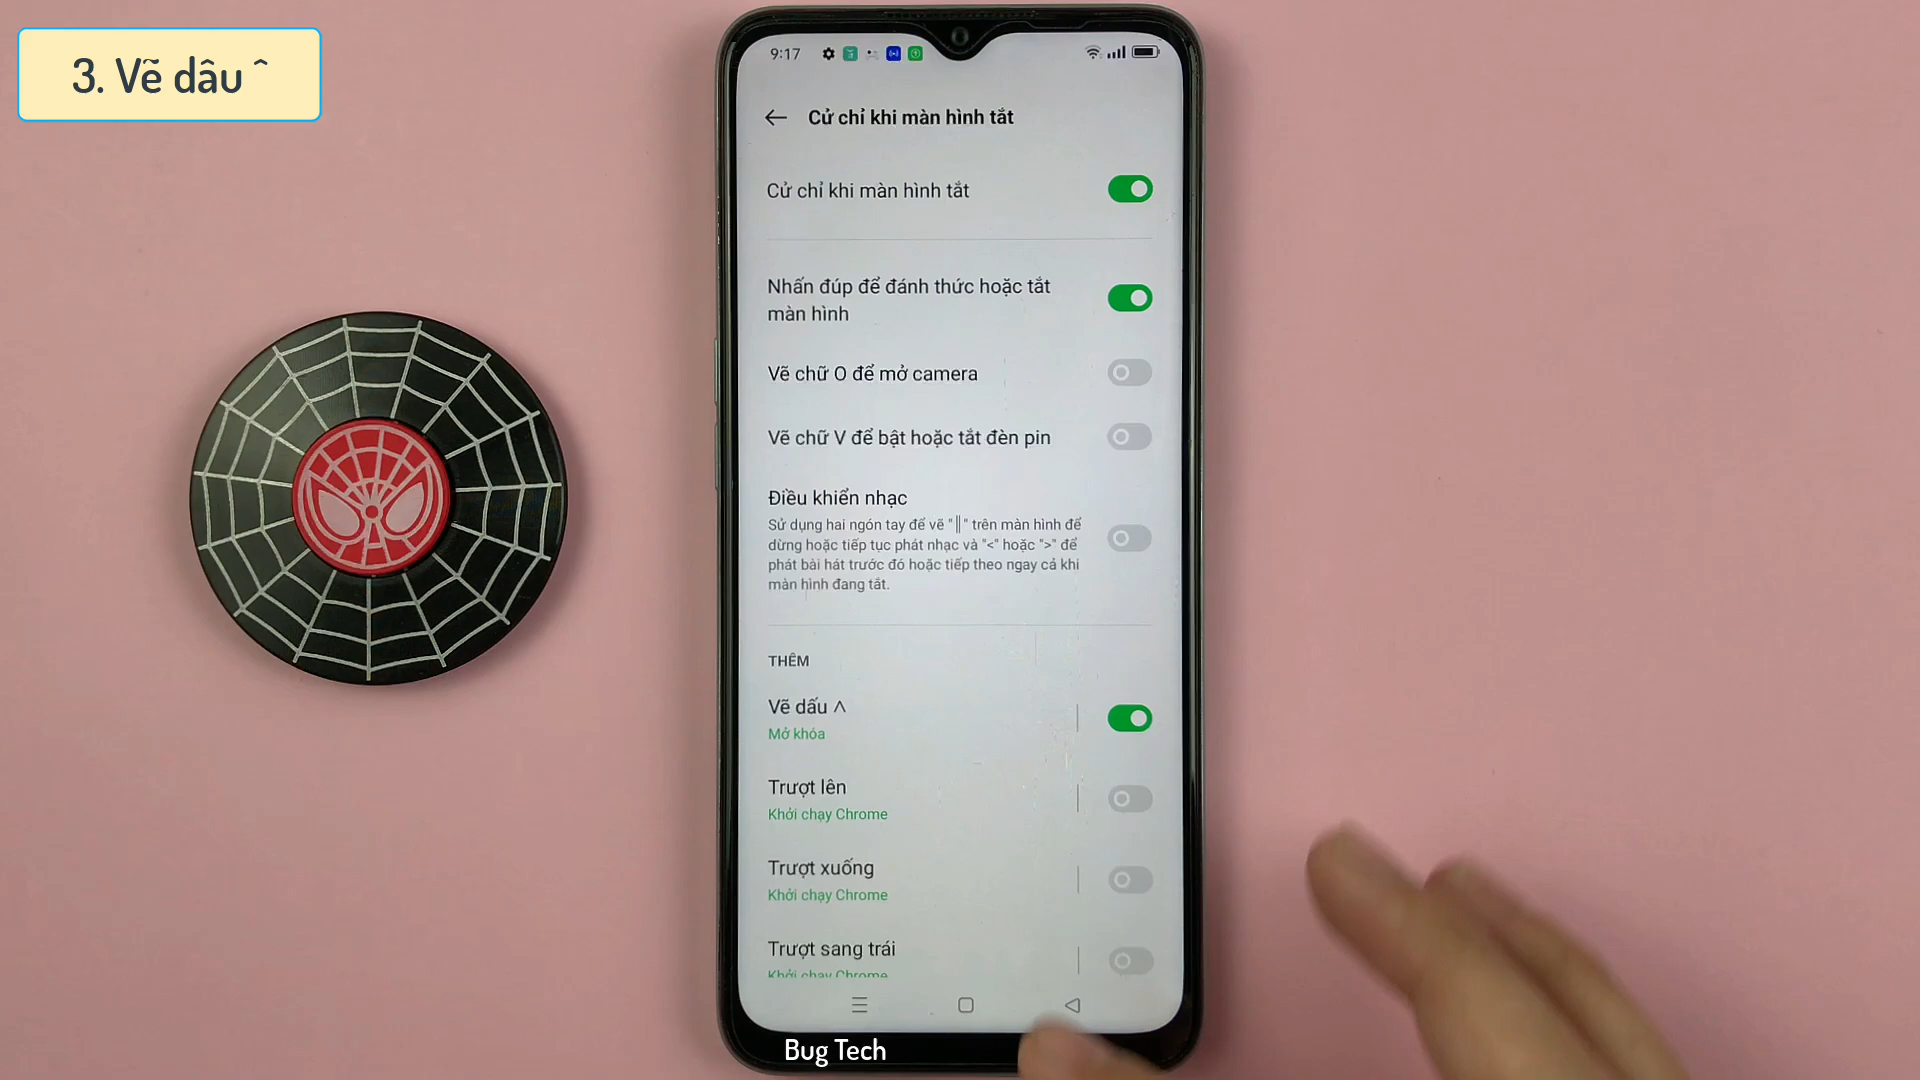 3. Vẽ dâu ^
9:17
Cử chỉ khi màn hình tắt
Cử chỉ khi màn hình tắt
Nhấn đúp để đánh thức hoặc tắt
màn hình
Vẽ chữ O để mở camera
Vẽ chữ V để bật hoặc tắt đèn pin
Điều khiển nhạc
Sử dụng hai ngón tay để vẽ "||" trên màn hình để
dừng hoặc tiếp tục phát nhạc và "<" hoặc ">" để
phát bài hát trước đó hoặc tiếp theo ngay cả khi
màn hình đang tắt.
THÊM
Vẽ dấu ^
Mở khóa
Trượt lên
Khởi chạy Chrome
Trượt xuống
Khởi chạy Chrome
Trượt sang trái
Khởi chạy Chrome
Bug Tech